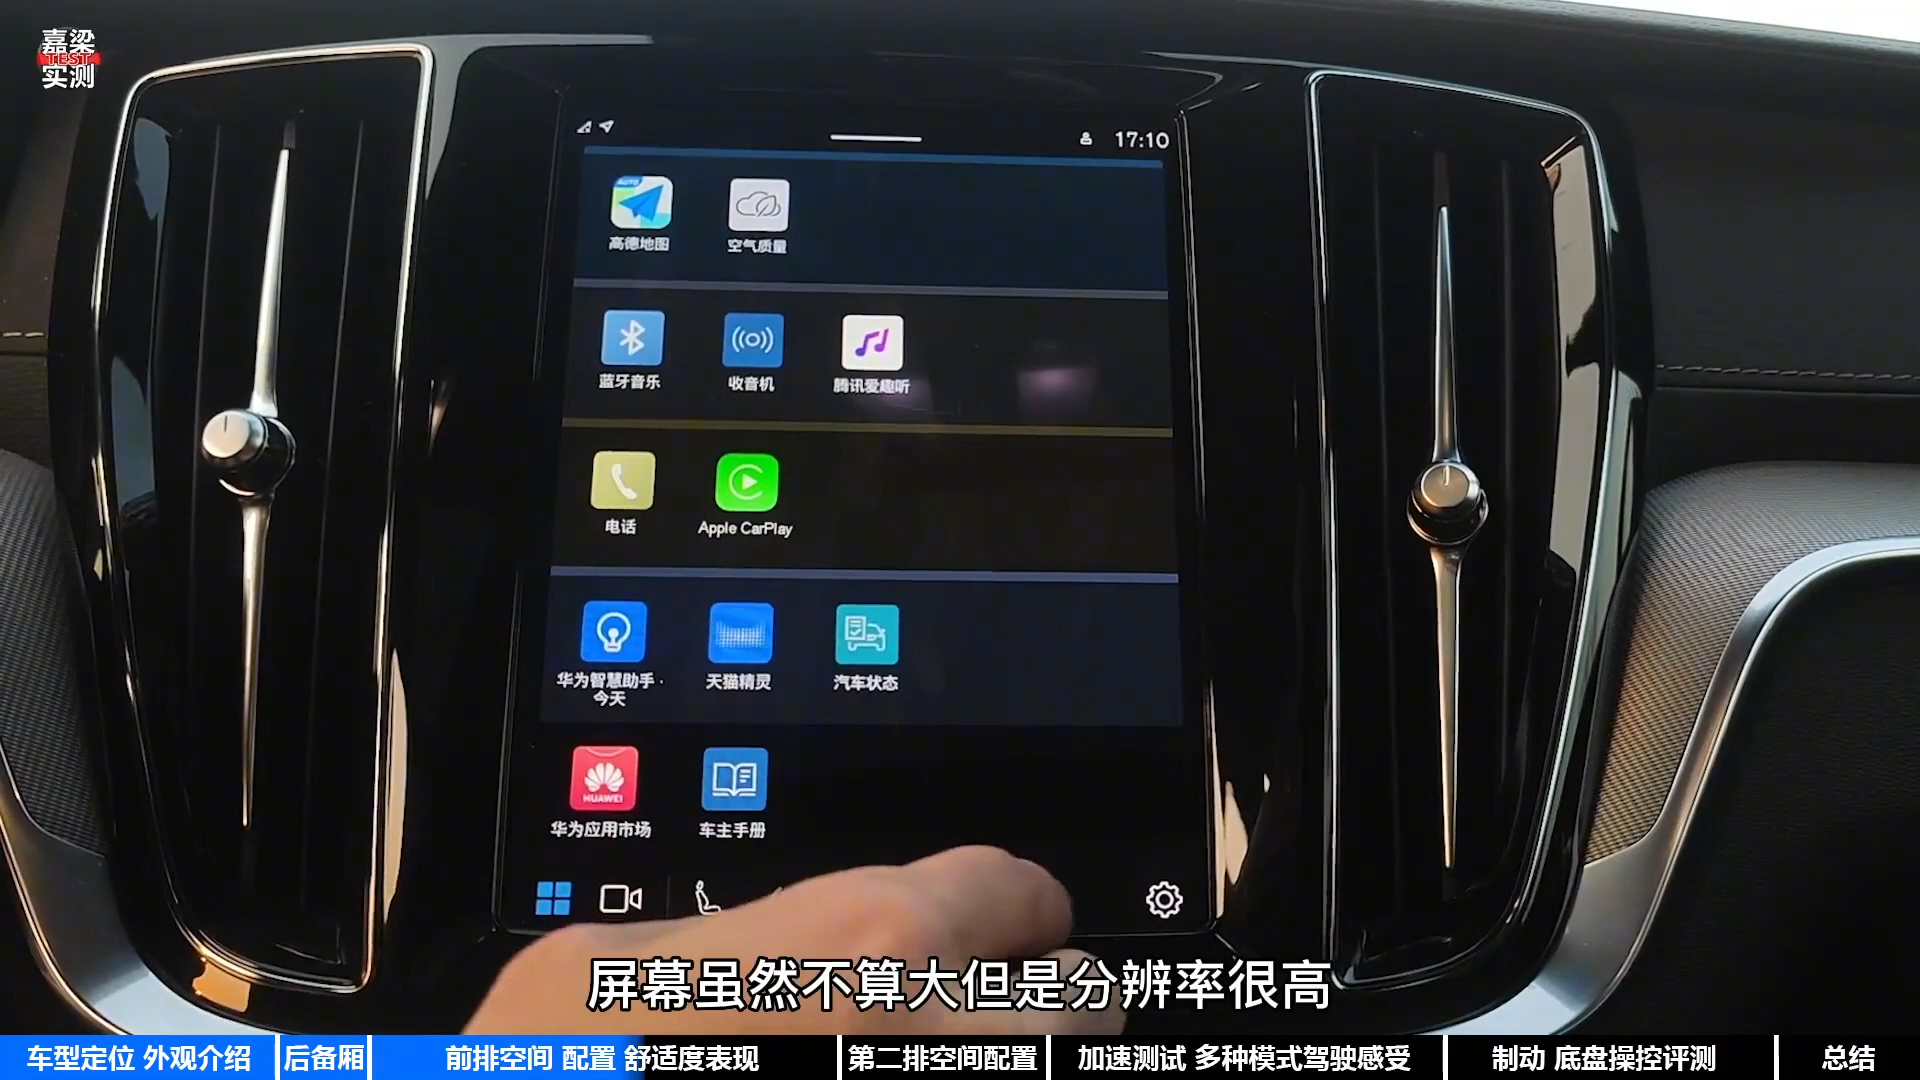 嘉梁
TEST
实测
17:10
AUTO
高德地图
空气质量
蓝牙音乐
收音机
腾讯爱趣听
电话
Apple CarPlay
华为智慧助手·
今天
天猫精灵
汽车状态
HUAWEI
华为应用市场
车主手册
屏幕虽然不算大但是分辨率很高
车型定位 外观介绍
后备厢
前排空间 配置 舒适度表现
第二排空间配置
加速测试 多种模式驾驶感受
制动 底盘操控评测
总结